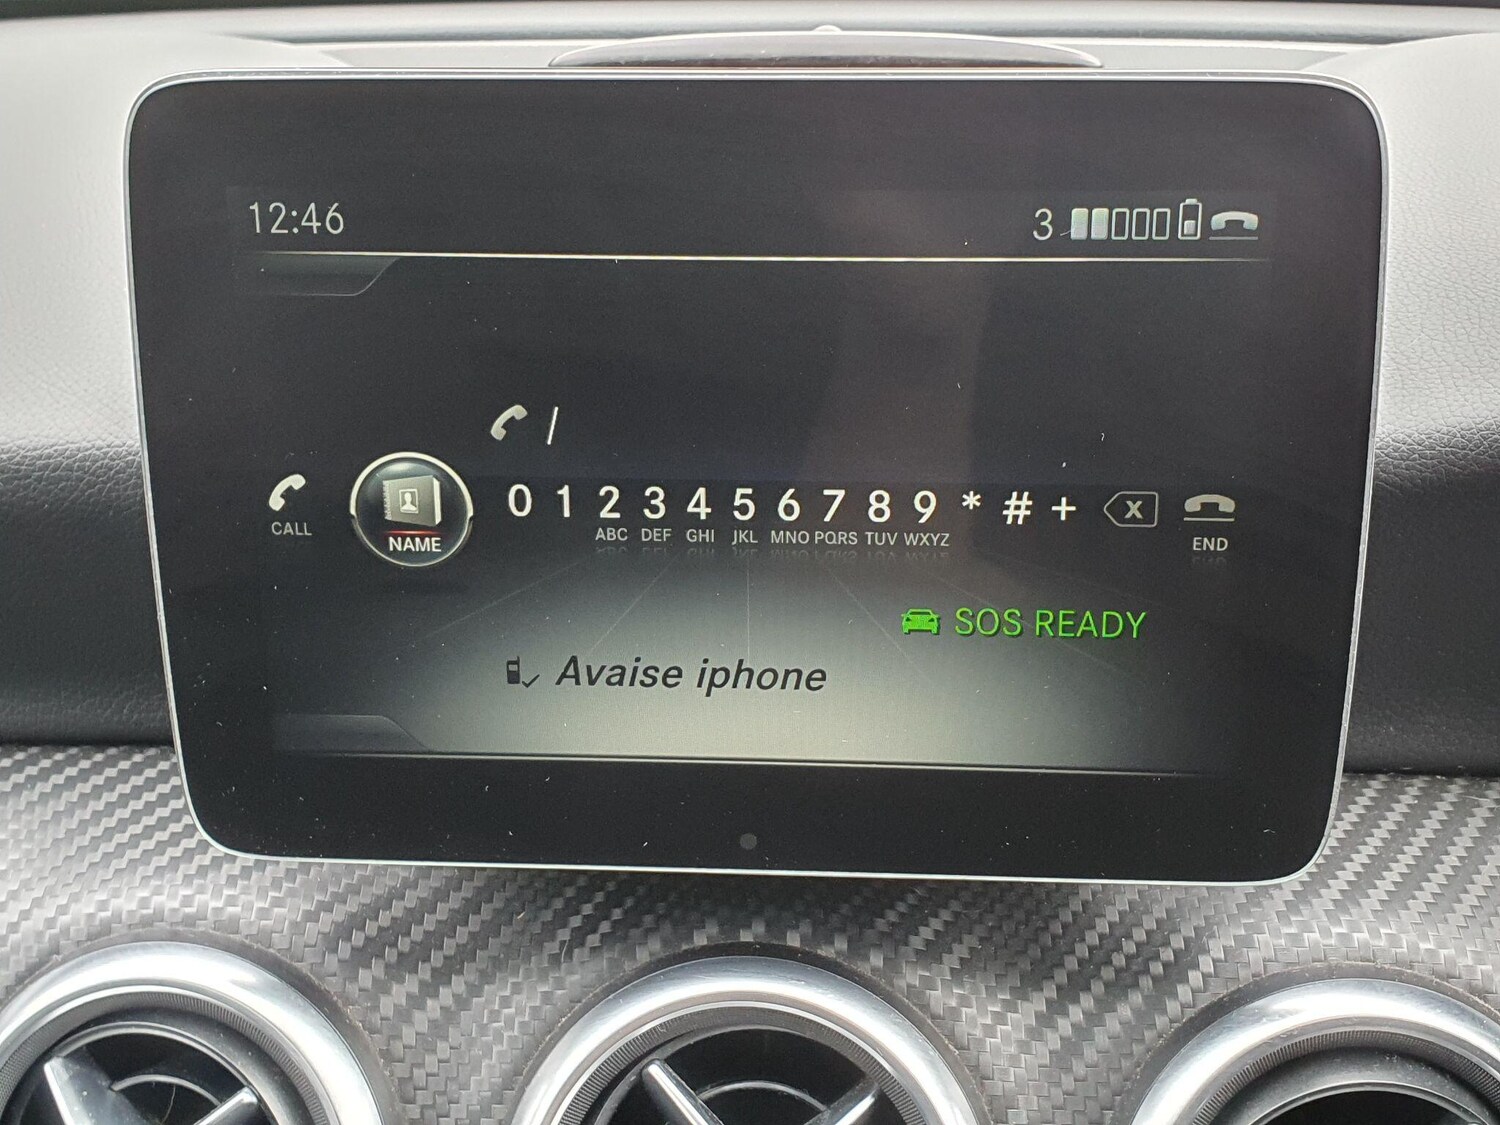 12:46
3
0 1 2 3 4 5 6 7 8 9 * # + X
ABC DEF GHI JKL MNO PQRS TUV WXYZ
CALL
NAME
END
SOS READY
Avaise iphone